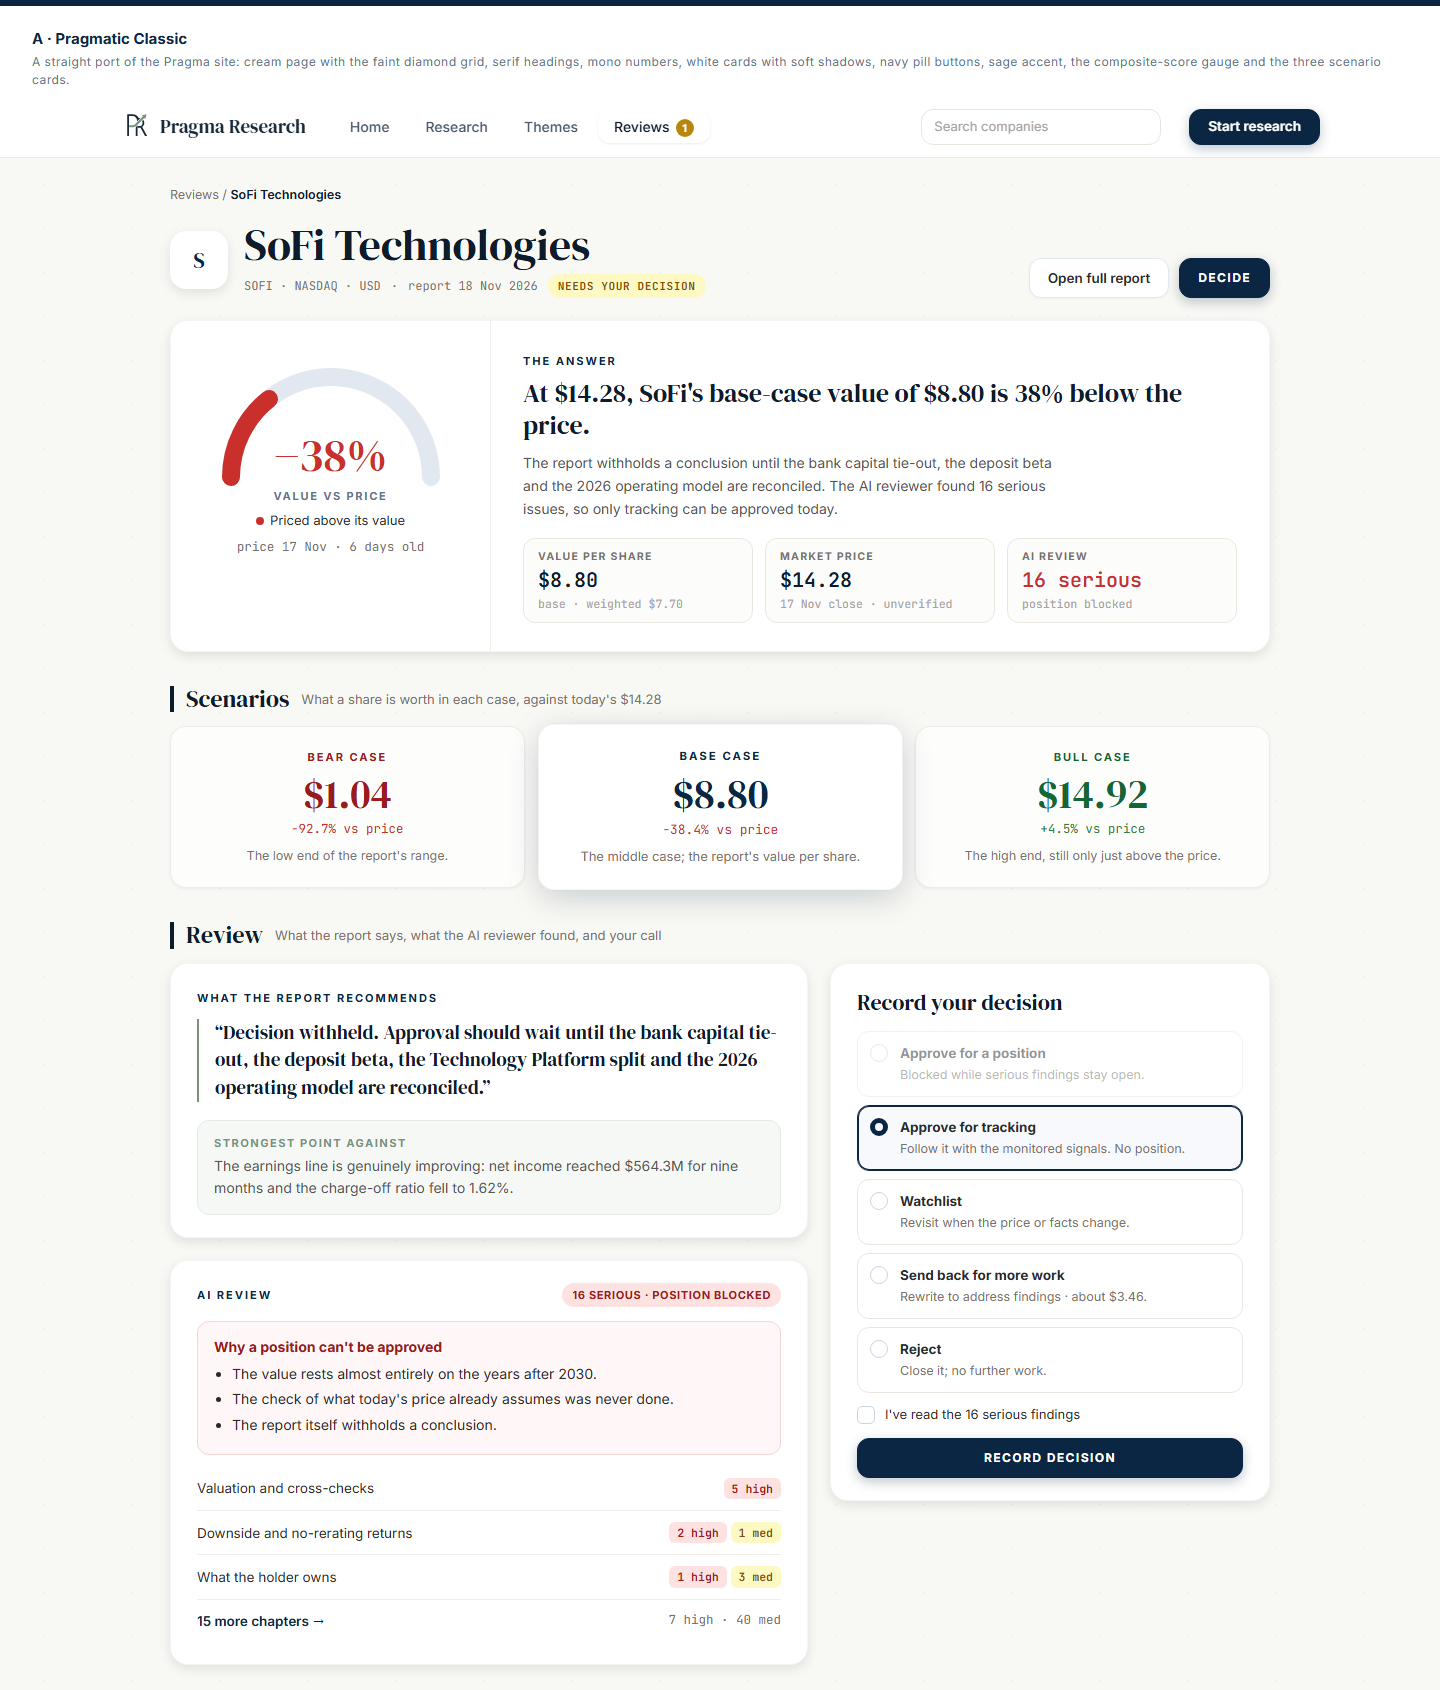 A · Pragmatic Classic
A straight port of the Pragma site: cream page with the faint diamond grid, serif headings, mono numbers, white cards with soft shadows, navy pill buttons, sage accent, the composite-score gauge and the three scenario
cards.
Pragma Research
Home
Research
Themes
Reviews 1
Search companies
Start research
Reviews / SoFi Technologies
S
SoFi Technologies
SOFI · NASDAQ · USD · report 18 Nov 2026
NEEDS YOUR DECISION
Open full report
DECIDE
−38%
VALUE VS PRICE
Priced above its value
price 17 Nov · 6 days old
THE ANSWER
At $14.28, SoFi's base-case value of $8.80 is 38% below the
price.
The report withholds a conclusion until the bank capital tie-out, the deposit beta
and the 2026 operating model are reconciled. The AI reviewer found 16 serious
issues, so only tracking can be approved today.
VALUE PER SHARE
$8.80
base · weighted $7.70
MARKET PRICE
$14.28
17 Nov close · unverified
AI REVIEW
16 serious
position blocked
Scenarios
What a share is worth in each case, against today's $14.28
BEAR CASE
$1.04
-92.7% vs price
The low end of the report's range.
BASE CASE
$8.80
-38.4% vs price
The middle case; the report's value per share.
BULL CASE
$14.92
+4.5% vs price
The high end, still only just above the price.
Review
What the report says, what the AI reviewer found, and your call
WHAT THE REPORT RECOMMENDS
“Decision withheld. Approval should wait until the bank capital tie-
out, the deposit beta, the Technology Platform split and the 2026
operating model are reconciled.”
STRONGEST POINT AGAINST
The earnings line is genuinely improving: net income reached $564.3M for nine
months and the charge-off ratio fell to 1.62%.
AI REVIEW
16 SERIOUS · POSITION BLOCKED
Why a position can't be approved
• The value rests almost entirely on the years after 2030.
• The check of what today's price already assumes was never done.
• The report itself withholds a conclusion.
Valuation and cross-checks
5 high
Downside and no-rerating returns
2 high
1 med
What the holder owns
1 high
3 med
15 more chapters →
7 high · 40 med
Record your decision
Approve for a position
Blocked while serious findings stay open.
Approve for tracking
Follow it with the monitored signals. No position.
Watchlist
Revisit when the price or facts change.
Send back for more work
Rewrite to address findings · about $3.46.
Reject
Close it; no further work.
I've read the 16 serious findings
RECORD DECISION